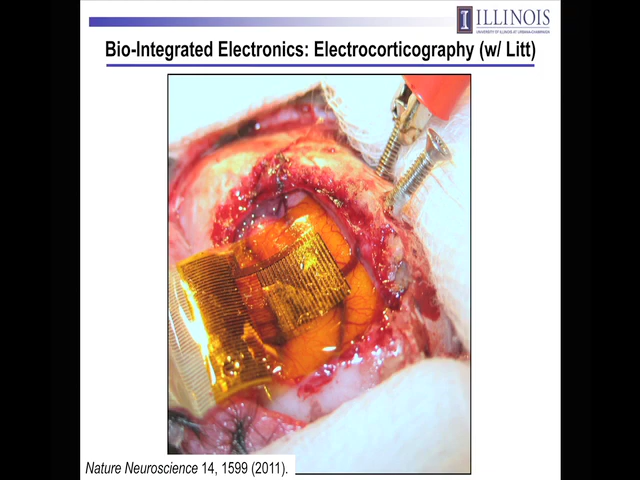 ILLINOIS
UNIVERSITY OF ILLINOIS AT URBANA-CHAMPAIGN
Bio-Integrated Electronics: Electrocorticography (w/ Litt)
Nature Neuroscience 14, 1599 (2011).